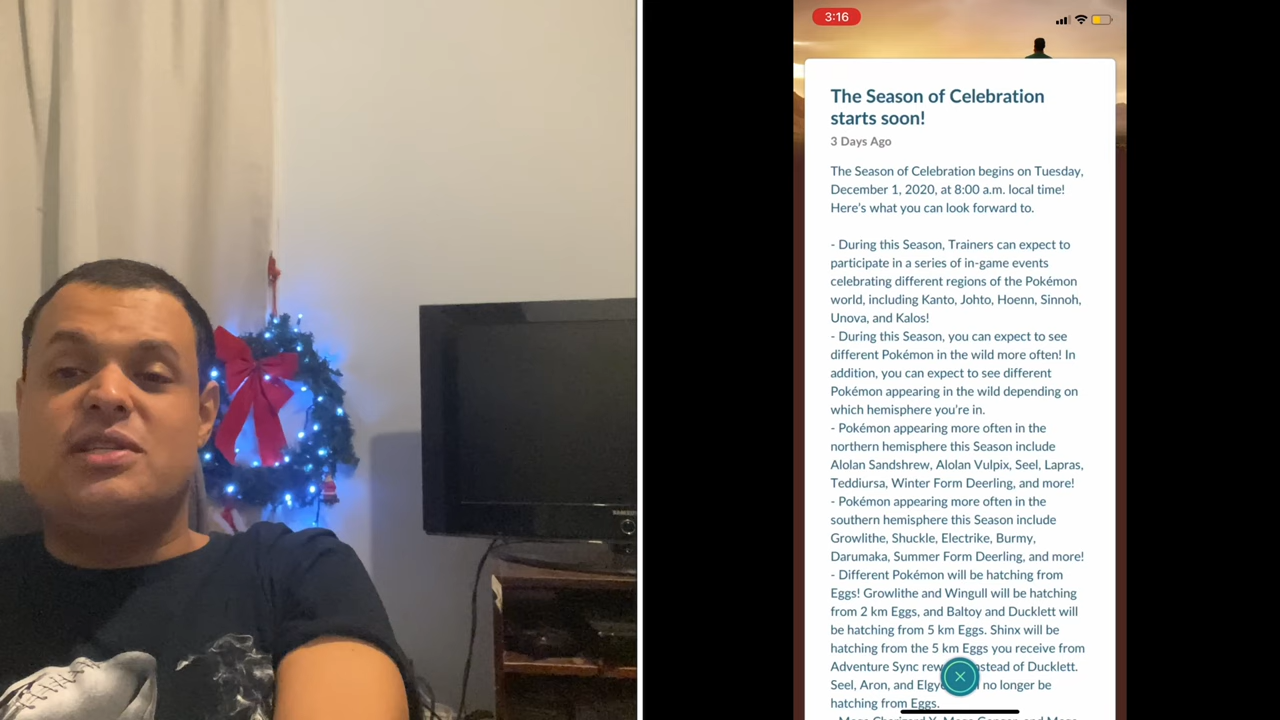 SAMSUNG
3:16
The Season of Celebration
starts soon!
3 Days Ago
The Season of Celebration begins on Tuesday,
December 1, 2020, at 8:00 a.m. local time!
Here's what you can look forward to.
- During this Season, Trainers can expect to
participate in a series of in-game events
celebrating different regions of the Pokémon
world, including Kanto, Johto, Hoenn, Sinnoh,
Unova, and Kalos!
- During this Season, you can expect to see
different Pokémon in the wild more often! In
addition, you can expect to see different
Pokémon appearing in the wild depending on
which hemisphere you're in.
- Pokémon appearing more often in the
northern hemisphere this Season include
Alolan Sandshrew, Alolan Vulpix, Seel, Lapras,
Teddiursa, Winter Form Deerling, and more!
- Pokémon appearing more often in the
southern hemisphere this Season include
Growlithe, Shuckle, Electrike, Burmy,
Darumaka, Summer Form Deerling, and more!
- Different Pokémon will be hatching from
Eggs! Growlithe and Wingull will be hatching
from 2 km Eggs, and Baltoy and Ducklett will
be hatching from 5 km Eggs. Shinx will be
hatching from the 5 km Eggs you receive from
Adventure Sync instead of Ducklett.
Seel, Aron, and no longer be
hatching from Eggs.
- Mega Charizard X, Mega Gengar, and Mega